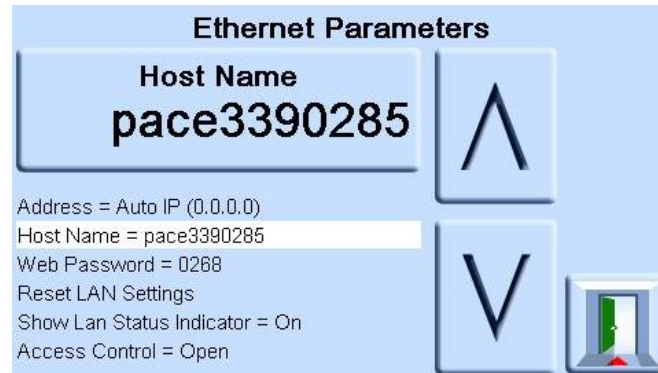 Ethernet Parameters
Host Name
pace3390285
Address = Auto IP (0.0.0.0)
Host Name = pace3390285
Web Password = 0268
Reset LAN Settings
Show Lan Status Indicator = On
Access Control = Open